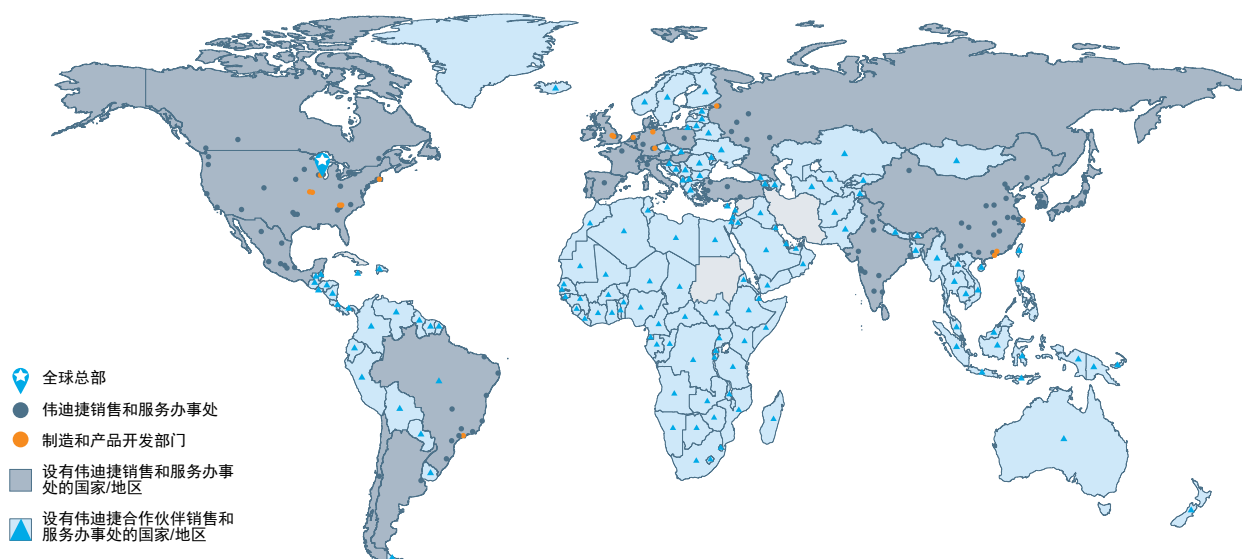 全球总部
伟迪捷销售和服务办事处
制造和产品开发部门
设有伟迪捷销售和服务办事
处的国家/地区
设有伟迪捷合作伙伴销售和
服务办事处的国家/地区